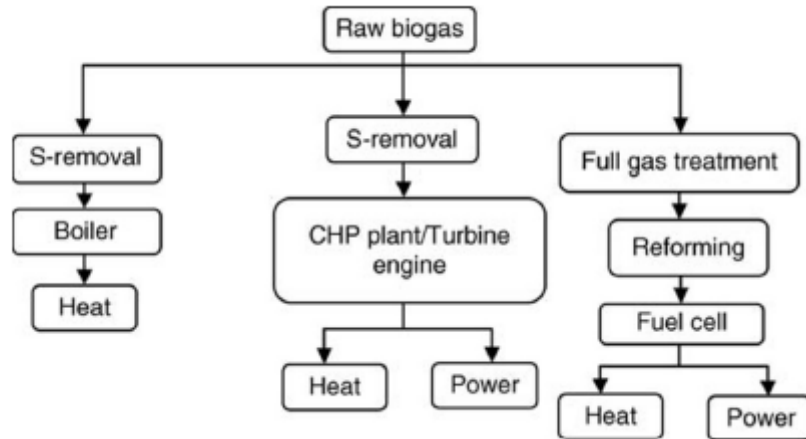 Raw biogas
S-removal
S-removal
Full gas treatment
Boiler
CHP plant/Turbine
engine
Reforming
Heat
Fuel cell
Heat
Power
Heat
Power